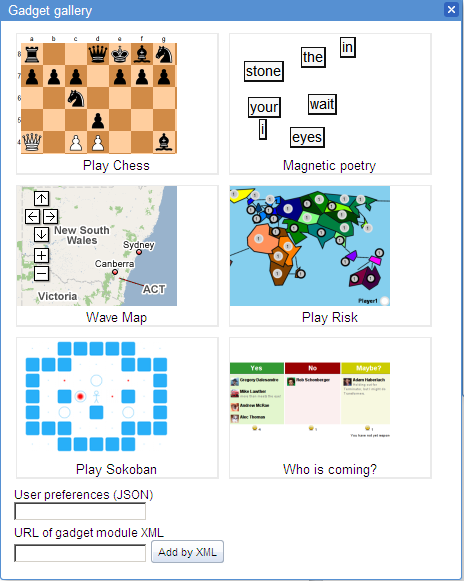 Gadget gallery
a c d e f g
8
7
6
5
4
Play Chess
in
the
stone
your
wait
i
eyes
Magnetic poetry
New South
Wales
Sydney
Canberra
ACT
Victoria
Wave Map
Player1
Play Risk
Play Sokoban
Yes No Maybe?
Gregory Dalesandre
Rob Schonberger
Adam Haberlach
Mike Lawther
Andrew McRae
Alec Thomas
You have not voted
Who is coming?
User preferences (JSON)
URL of gadget module XML
Add by XML